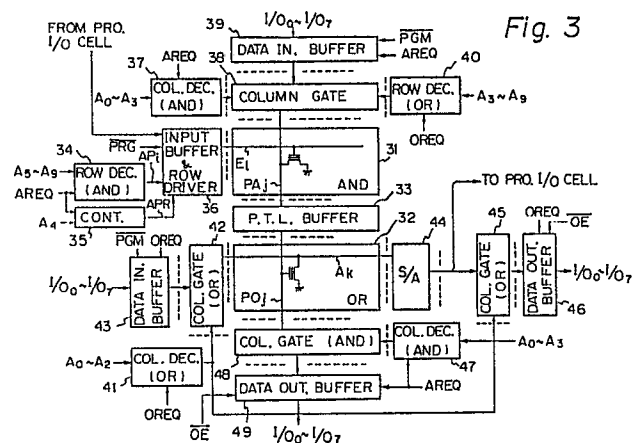 Fig. 3
FROM PRO. I/O CELL
I/O₀~I/O₇
39
DATA IN. BUFFER
PGM
AREQ
AREQ
37
COL. DEC. (AND)
A₀~A₃
38
COLUMN GATE
40
ROW DEC. (OR)
A₃~A₉
OREQ
PRG
34
A₅~A₉
ROW DEC. (AND)
APi
INPUT BUFFER & ROW DRIVER
36
Ei
PAj
AND
31
AREQ
A₄
CONT.
35
APR
P.T.L. BUFFER
33
TO PRO. I/O CELL
PGM OREQ
I/O₀~I/O₇
DATA IN. BUFFER
43
42
COL. GATE (OR)
32
Ak
POj
OR
44
S/A
45
COL. GATE (OR)
OREQ
OE
DATA OUT. BUFFER
46
I/O₀~I/O₇
A₀~A₂
COL. DEC. (OR)
41
OREQ
COL. GATE (AND)
48
COL. DEC. (AND)
47
A₀~A₃
DATA OUT. BUFFER
49
AREQ
OE
I/O₀~I/O₇